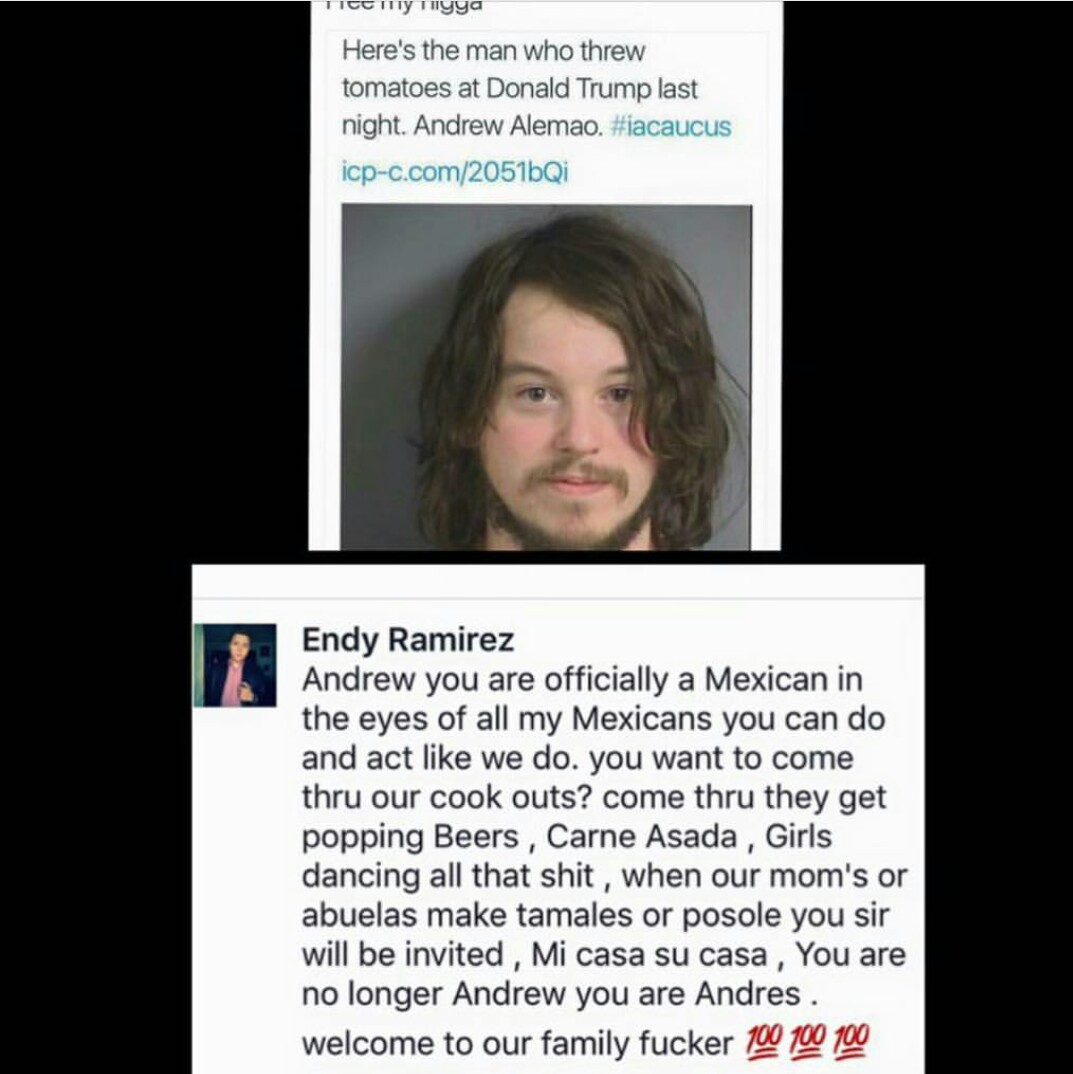 Free my nigga
Here's the man who threw
tomatoes at Donald Trump last
night. Andrew Alemao. #iacaucus
icp-c.com/2051bQi
Endy Ramirez
Andrew you are officially a Mexican in
the eyes of all my Mexicans you can do
and act like we do. you want to come
thru our cook outs? come thru they get
popping Beers , Carne Asada , Girls
dancing all that shit , when our mom's or
abuelas make tamales or posole you sir
will be invited , Mi casa su casa , You are
no longer Andrew you are Andres .
welcome to our family fucker 💯 💯 💯